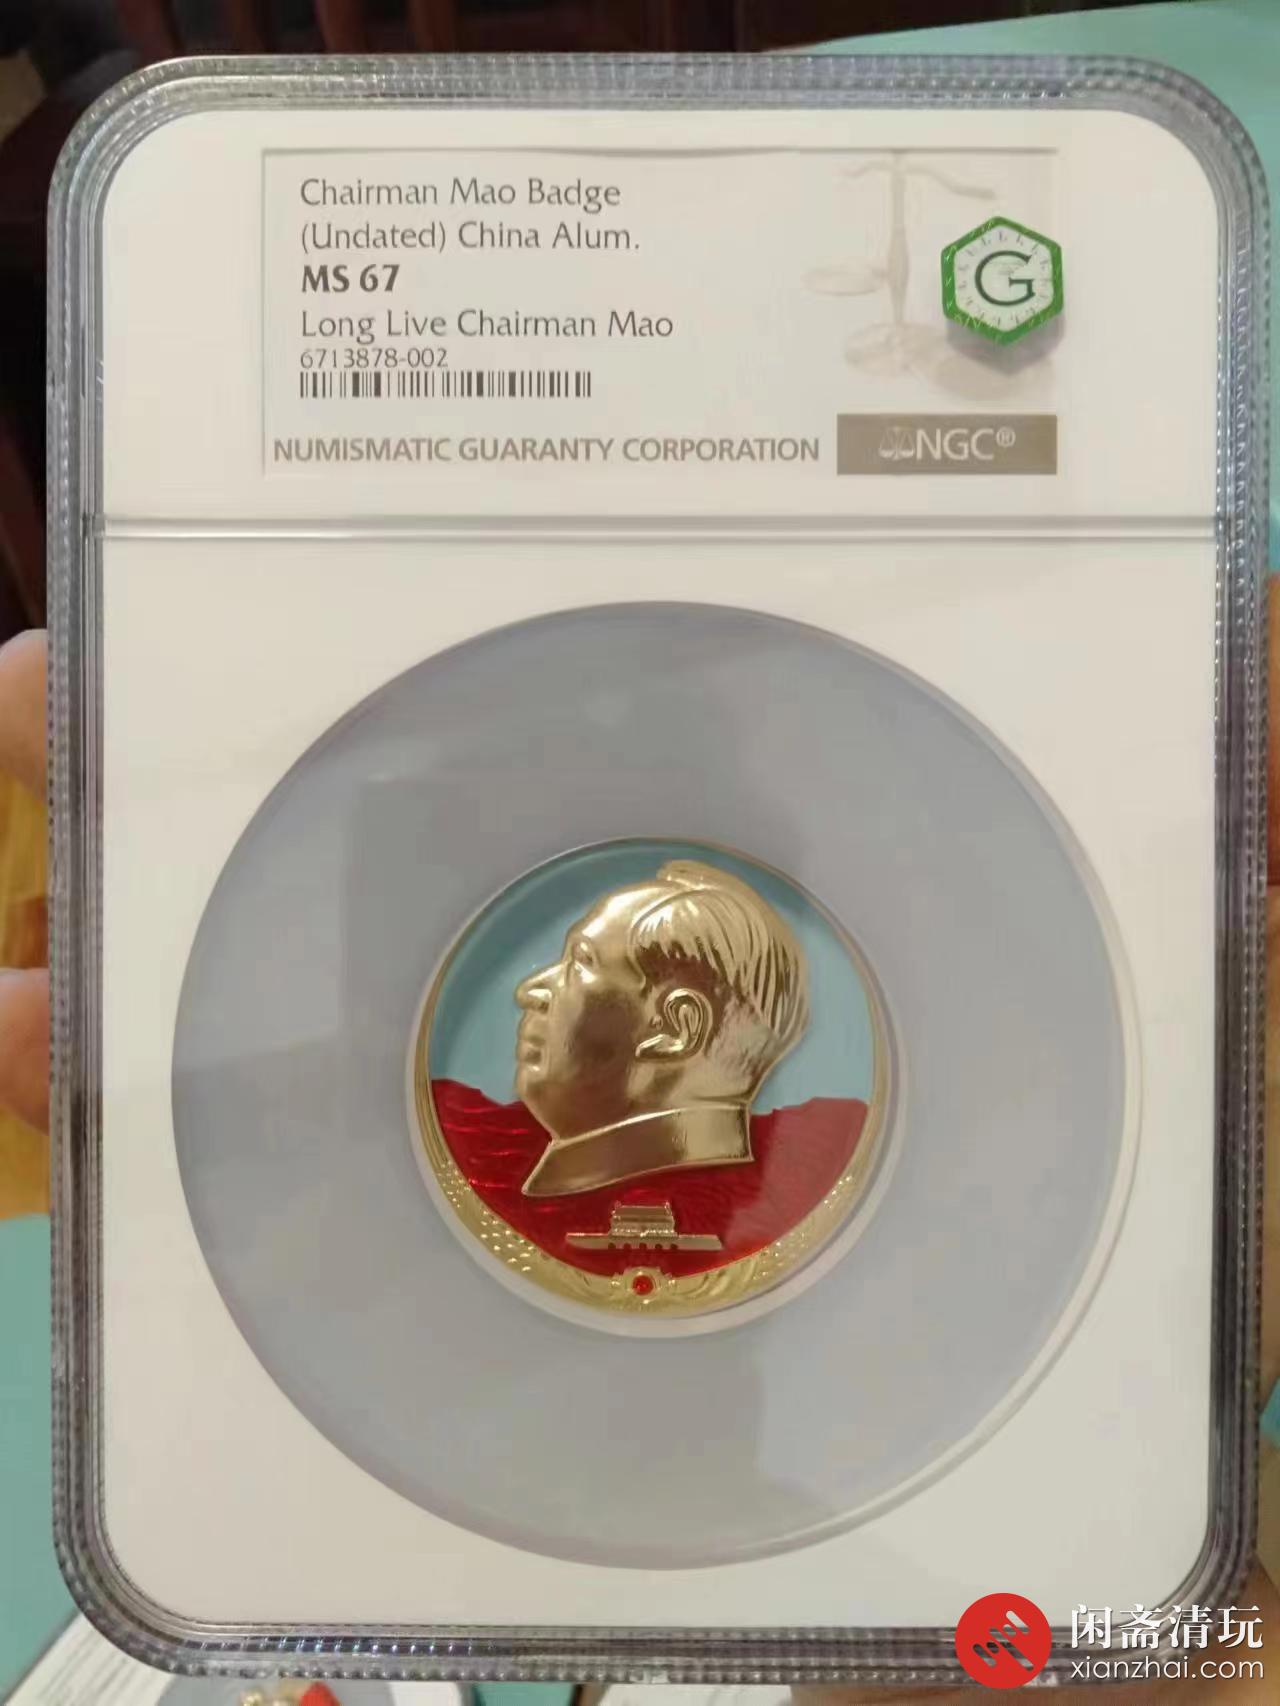 Chairman Mao Badge
(Undated) China Alum.
MS 67
Long Live Chairman Mao
6713878-002
NUMISMATIC GUARANTY CORPORATION
NGC®
G
闲斋清玩
xianzhai.com